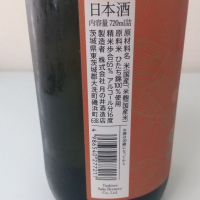 日本酒
内容量720ml詰
原材料名 米(国産)、米麹(国産米)
原料米 ひたち錦100%使用
精米歩合65% アルコール分16度
製造者 株式会社 月の井酒造店
茨城県東茨城郡大洗町磯浜町
638
Tsukinoi
Sake Brewery
Co., Ltd.